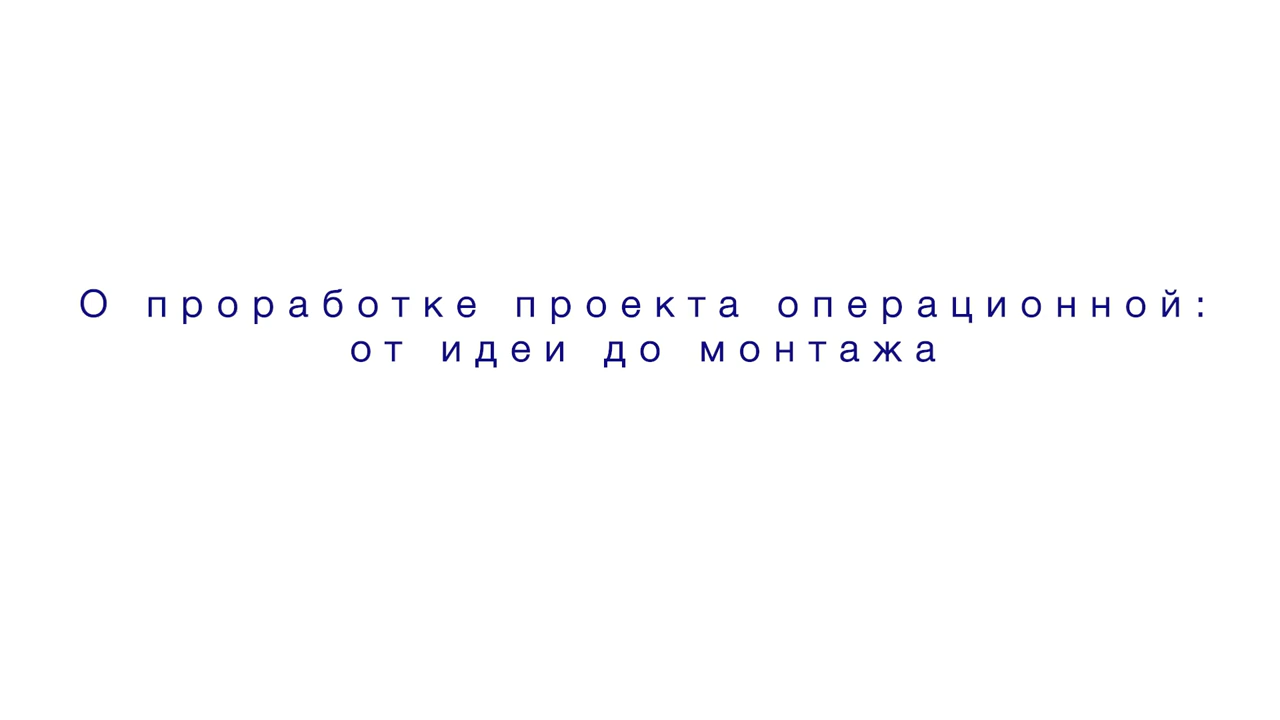 О проработке проекта операционной:
от идеи до монтажа